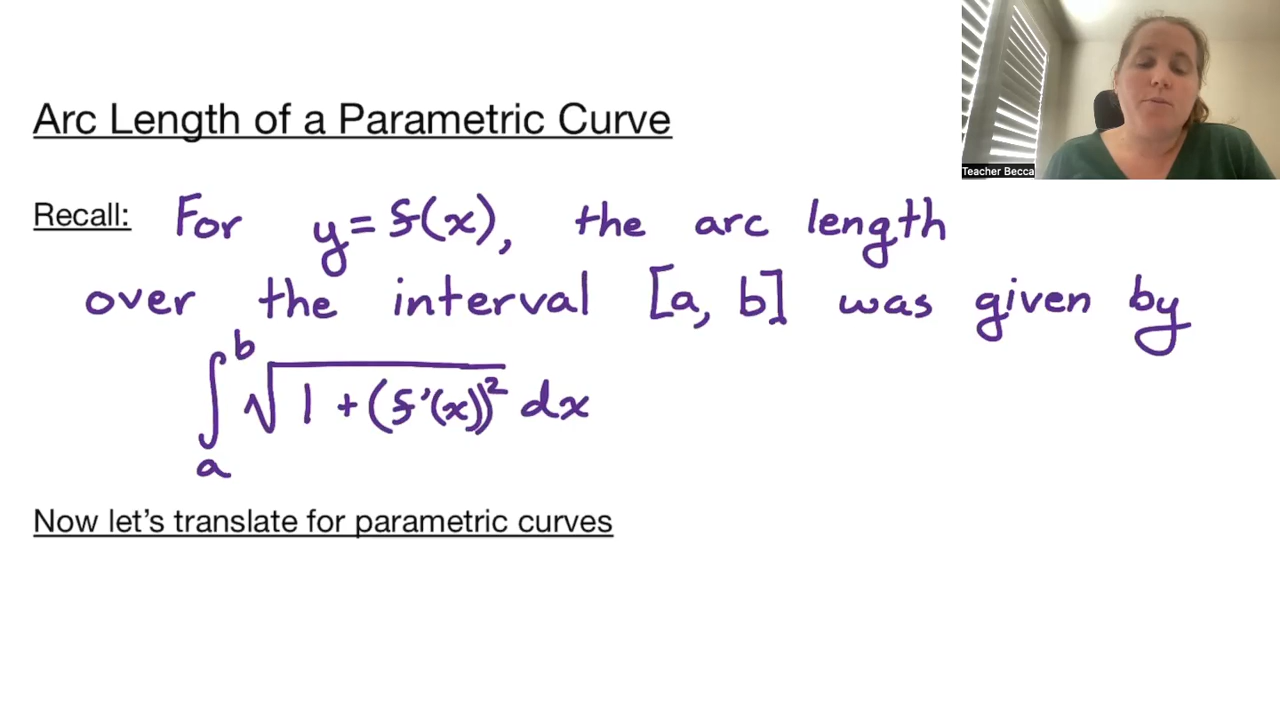 Arc Length of a Parametric Curve
Teacher Becca
Recall: For y = f(x), the arc length
over the interval [a, b] was given by
∫ₐᵇ √(1 + (f'(x))²) dx
Now let's translate for parametric curves